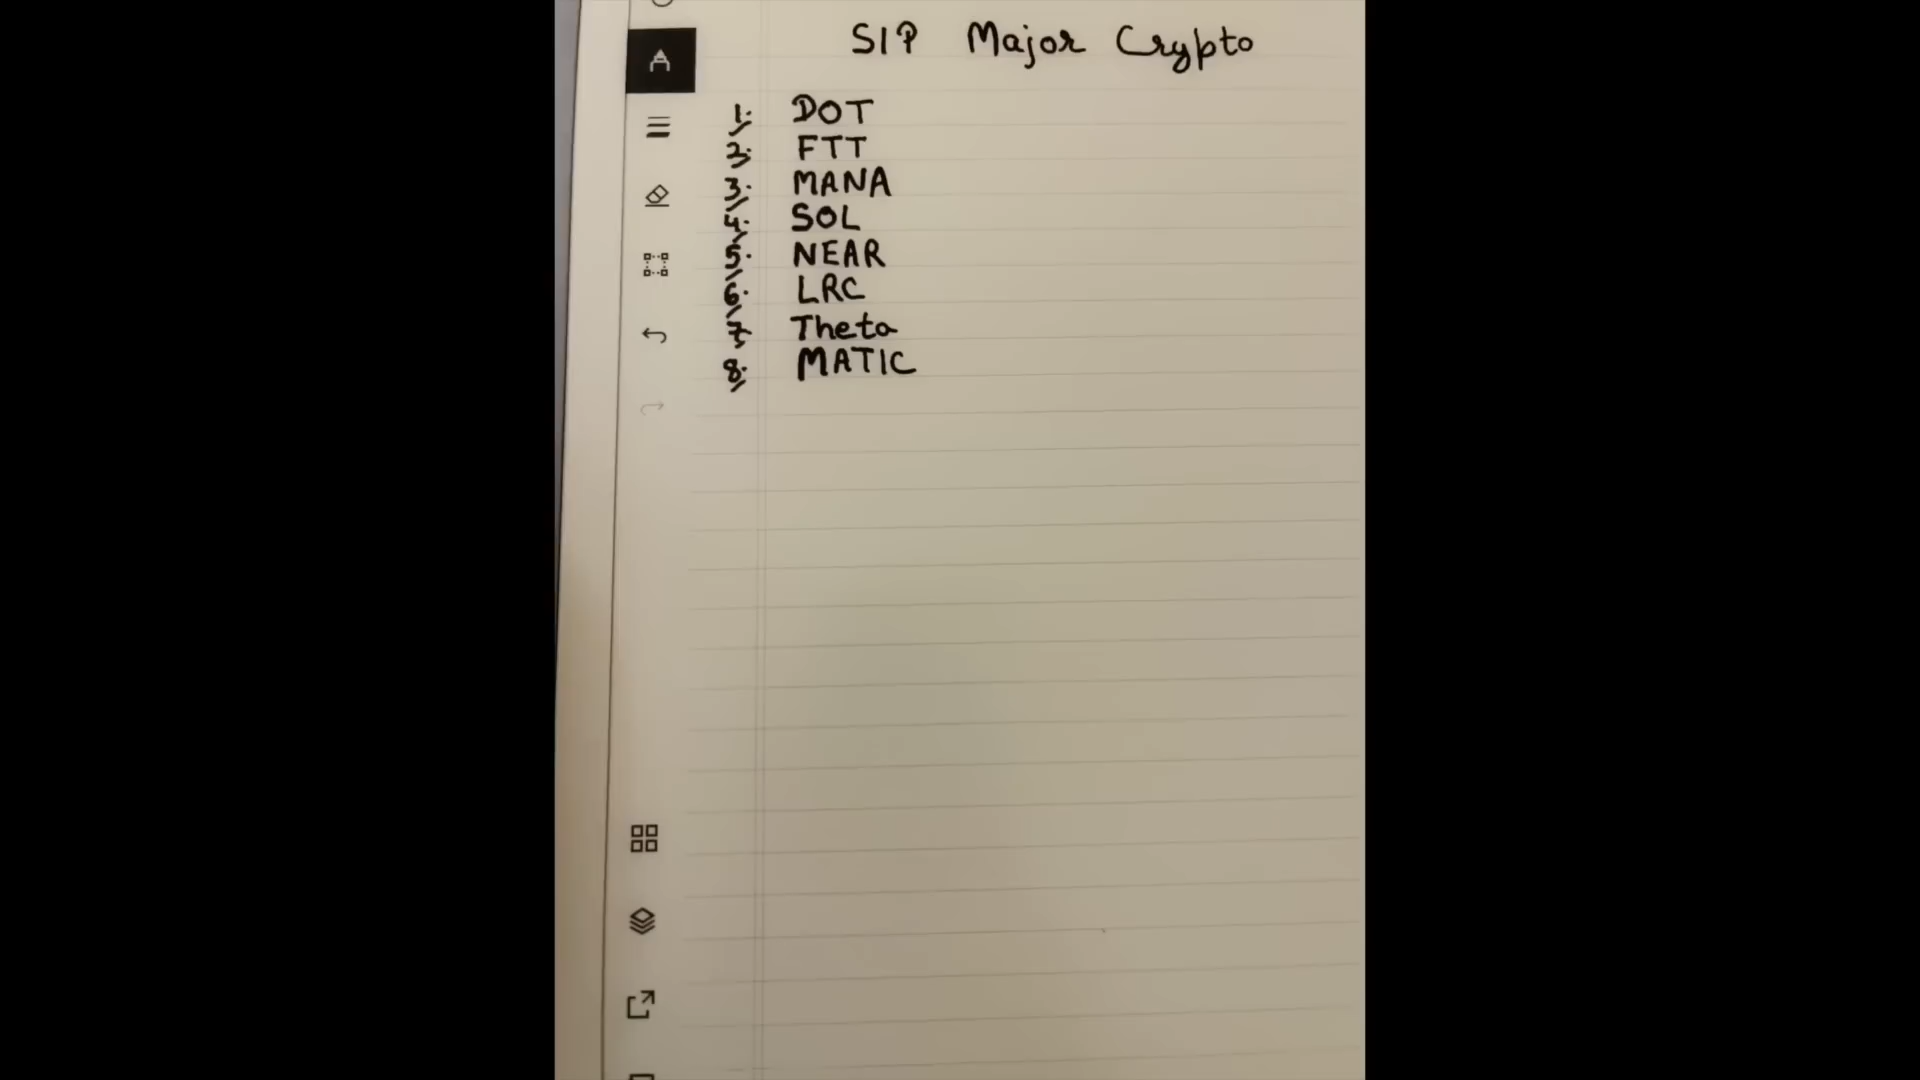 SIP Major Crypto
1. DOT
2. FTT
3. MANA
4. SOL
5. NEAR
6. LRC
7. Theta
8. MATIC